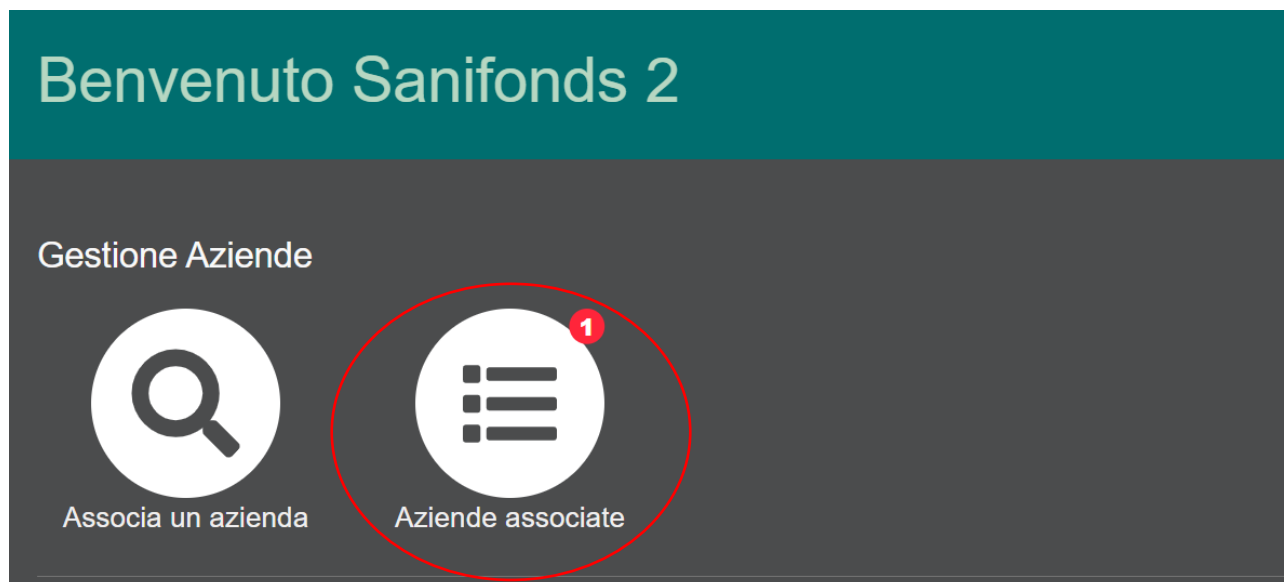 Benvenuto Sanifonds 2
Gestione Aziende
1
Associa un azienda
Aziende associate